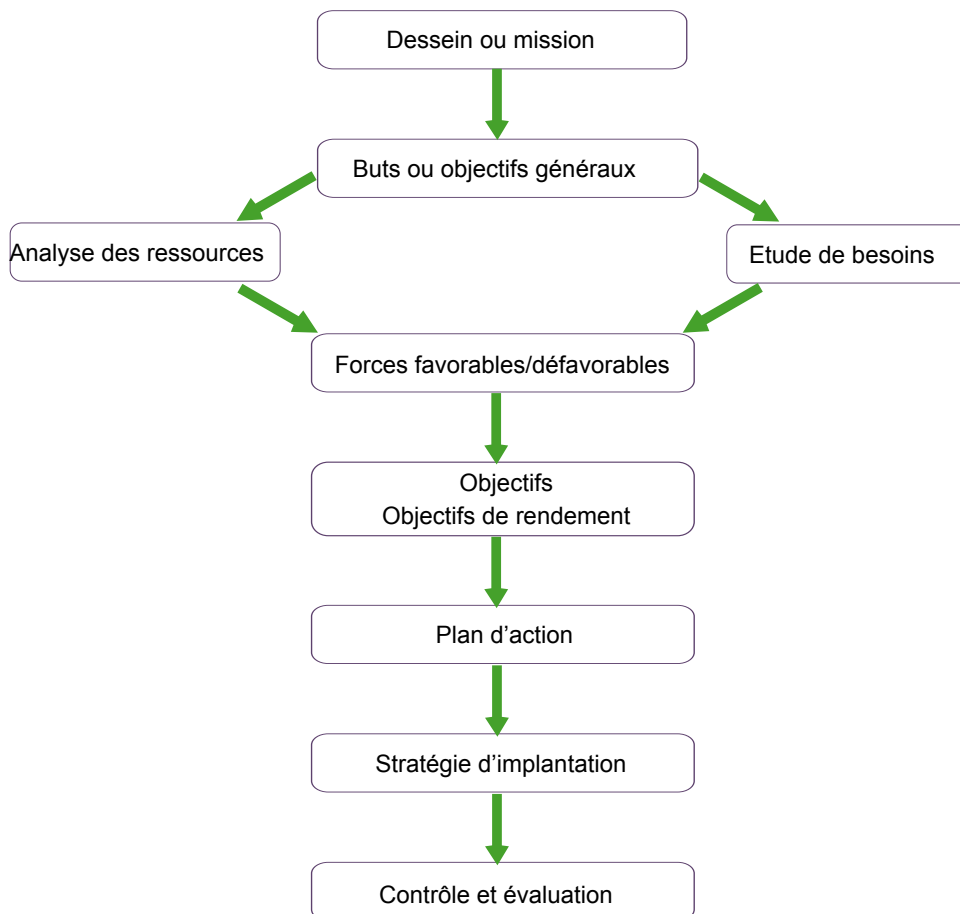 Dessein ou mission
Buts ou objectifs généraux
Analyse des ressources
Etude de besoins
Forces favorables/défavorables
Objectifs
Objectifs de rendement
Plan d’action
Stratégie d’implantation
Contrôle et évaluation